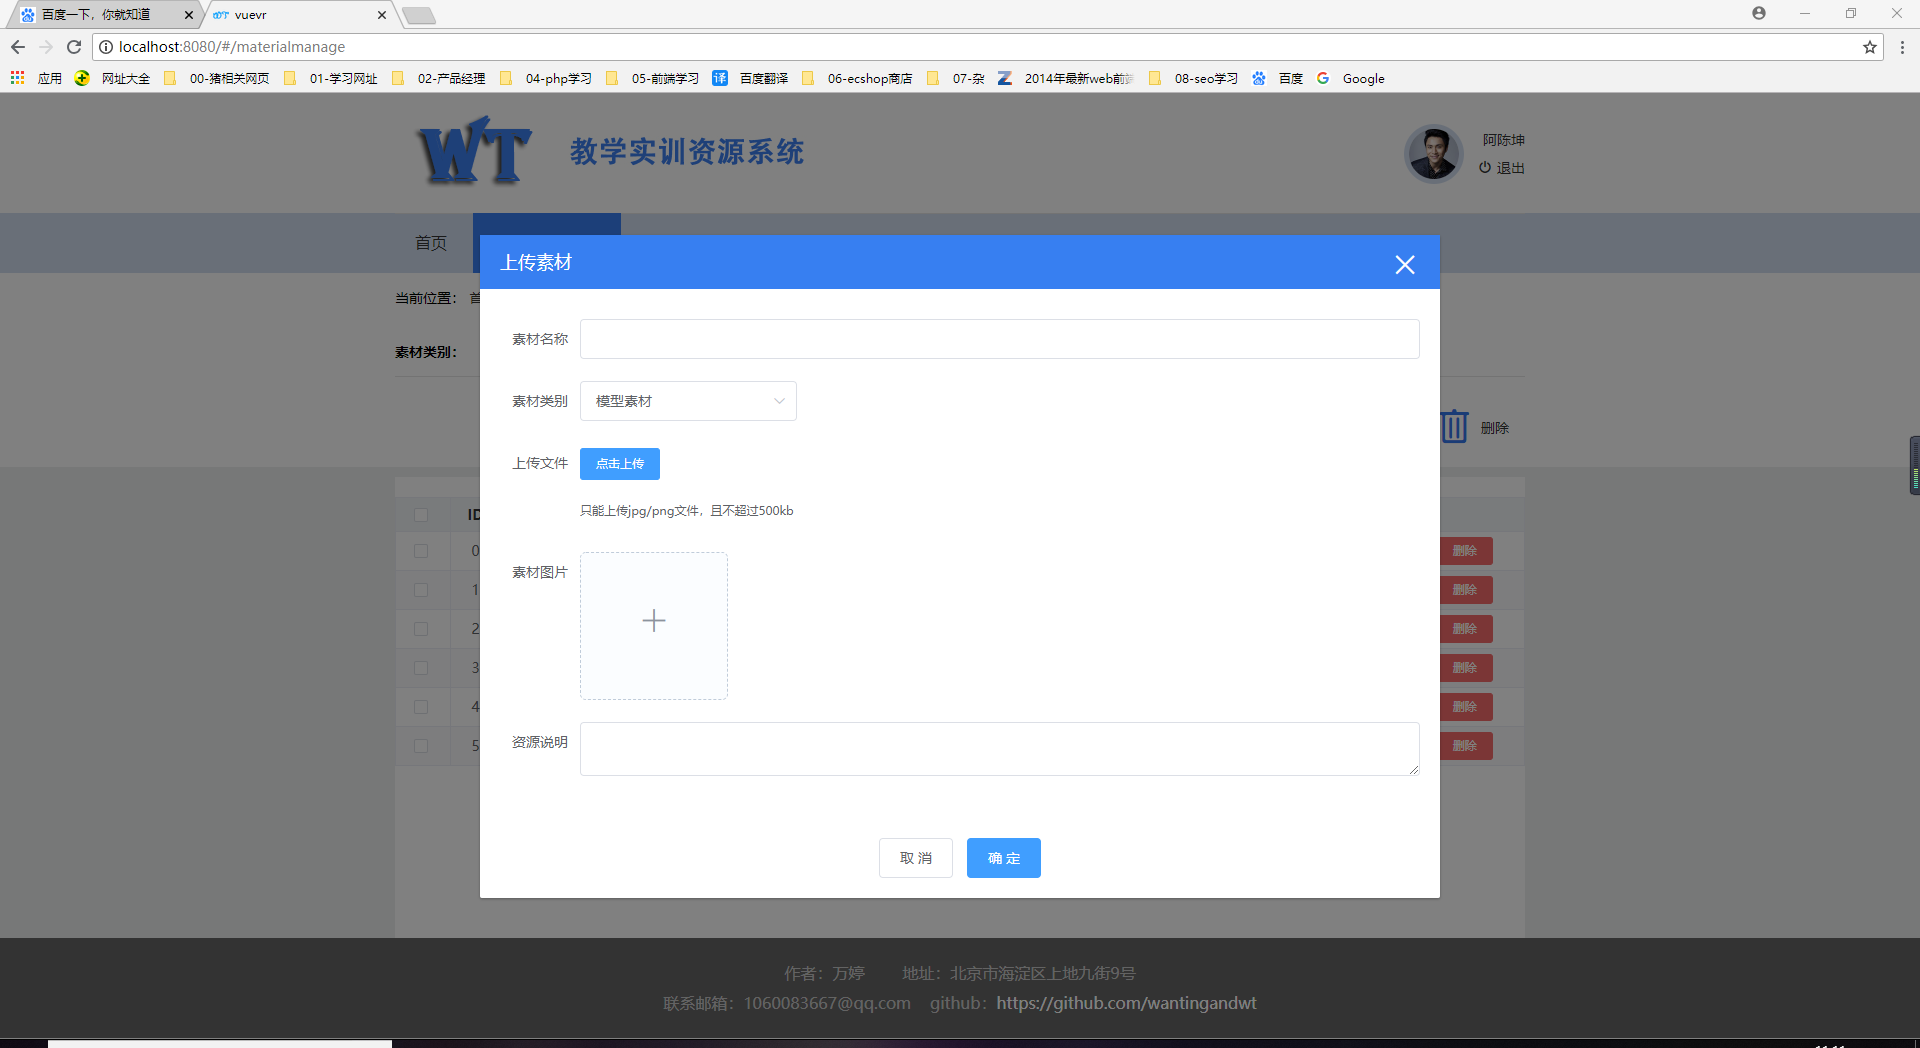 百度一下，你就知道
vuevr
localhost:8080/#/materialmanage
应用 网址大全 00-猪相关网页 01-学习网址 02-产品经理 04-php学习 05-前端学习 译 百度翻译 06-ecshop商店 07-杂 2014年最新web前端 08-seo学习 百度 Google
WT 教学实训资源系统
阿陈坤
退出
首页
上传素材
当前位置： 首
素材名称
素材类别：
素材类别 模型素材
删除
上传文件 点击上传
只能上传jpg/png文件，且不超过500kb
ID
0 删除
素材图片
1 删除
2 删除
3 删除
4 删除
5 删除
资源说明
取 消 确 定
作者：万婷 地址：北京市海淀区上地九街9号
联系邮箱：1060083667@qq.com github：https://github.com/wantingandwt